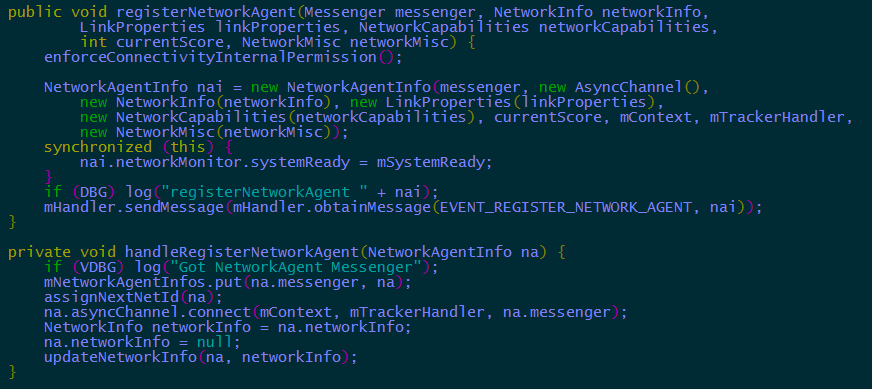 public void registerNetworkAgent(Messenger messenger, NetworkInfo networkInfo,
        LinkProperties linkProperties, NetworkCapabilities networkCapabilities,
        int currentScore, NetworkMisc networkMisc) {
    enforceConnectivityInternalPermission();

    NetworkAgentInfo nai = new NetworkAgentInfo(messenger, new AsyncChannel(),
        new NetworkInfo(networkInfo), new LinkProperties(linkProperties),
        new NetworkCapabilities(networkCapabilities), currentScore, mContext, mTrackerHandler,
        new NetworkMisc(networkMisc));
    synchronized (this) {
        nai.networkMonitor.systemReady = mSystemReady;
    }
    if (DBG) log("registerNetworkAgent " + nai);
    mHandler.sendMessage(mHandler.obtainMessage(EVENT_REGISTER_NETWORK_AGENT, nai));
}

private void handleRegisterNetworkAgent(NetworkAgentInfo na) {
    if (VDBG) log("Got NetworkAgent Messenger");
    mNetworkAgentInfos.put(na.messenger, na);
    assignNextNetId(na);
    na.asyncChannel.connect(mContext, mTrackerHandler, na.messenger);
    NetworkInfo networkInfo = na.networkInfo;
    na.networkInfo = null;
    updateNetworkInfo(na, networkInfo);
}